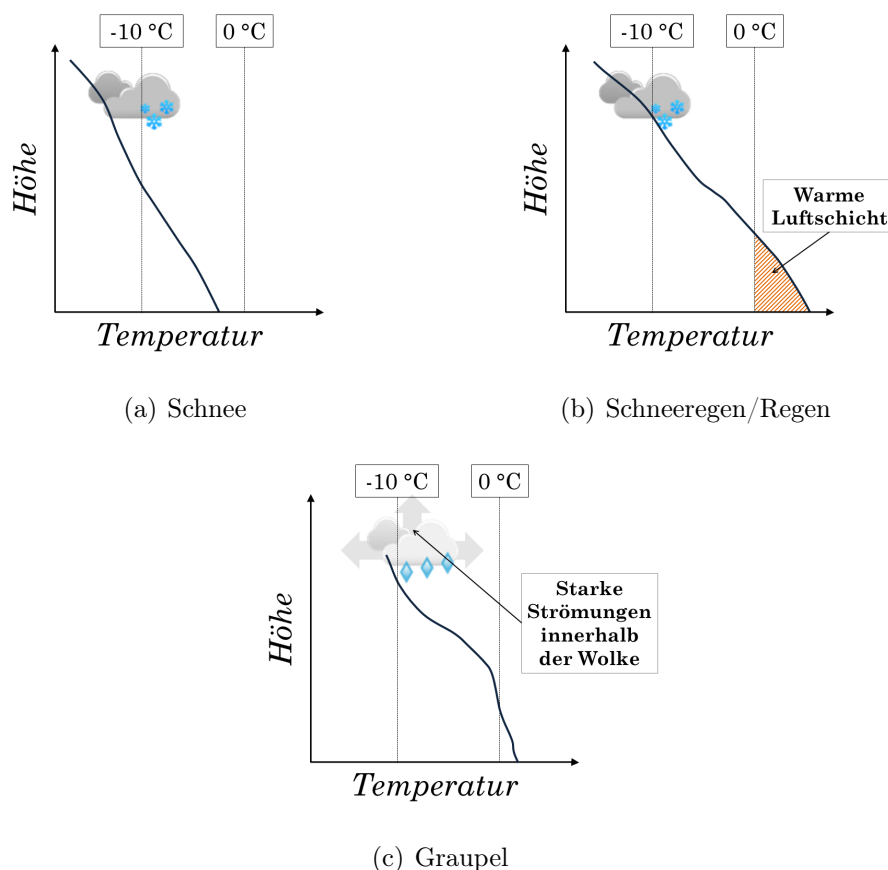 -10 °C
0 °C
Höhe
Temperatur
(a) Schnee
-10 °C
0 °C
Höhe
Warme
Luftschicht
Temperatur
(b) Schneeregen/Regen
-10 °C
0 °C
Höhe
Starke
Strömungen
innerhalb
der Wolke
Temperatur
(c) Graupel